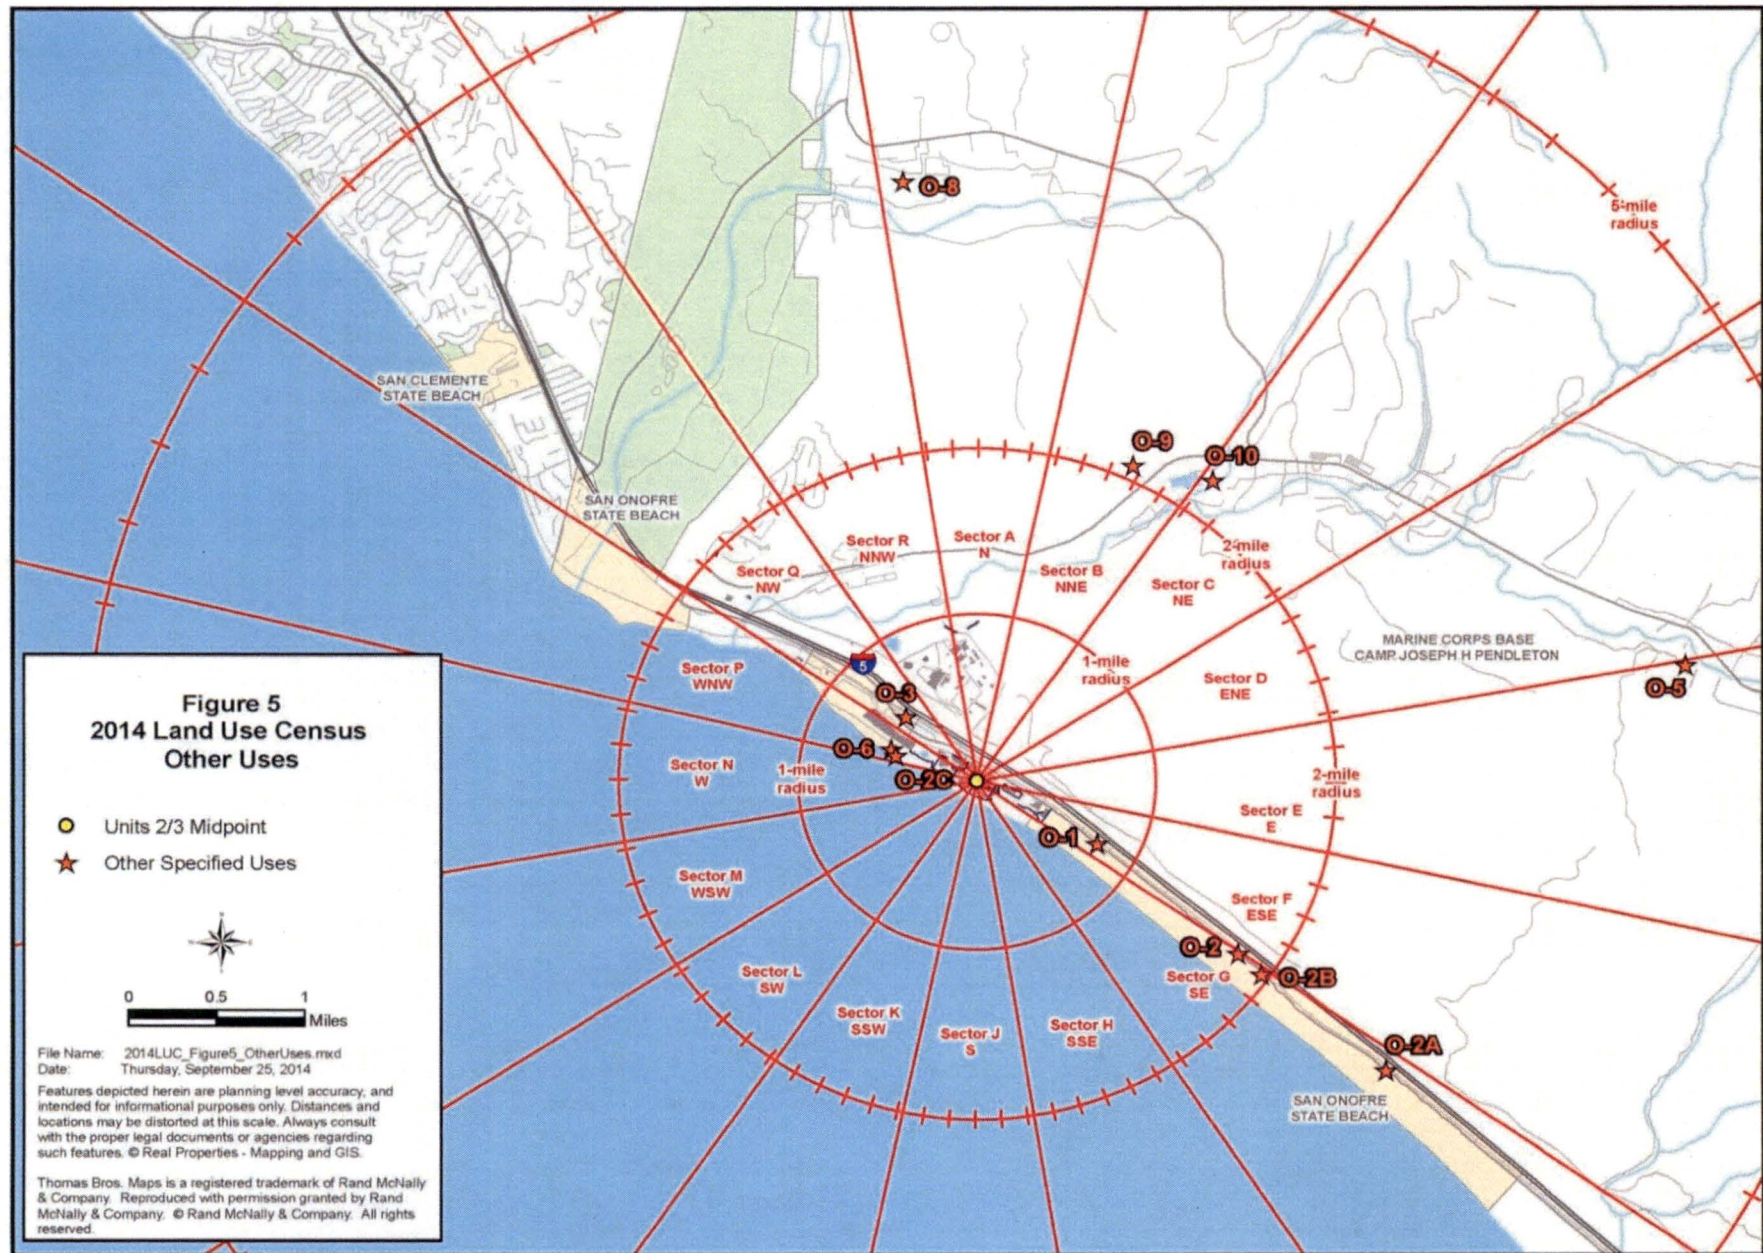 O-8
5-mile
radius
SAN CLEMENTE
STATE BEACH
O-9
O-10
SAN ONOFRE
STATE BEACH
Sector R
NNW
Sector A
N
2-mile
radius
Sector Q
NW
Sector B
NNE
Sector C
NE
MARINE CORPS BASE
CAMP JOSEPH H PENDLETON
Sector P
WNW
5
1-mile
radius
Sector D
ENE
O-5
O-3
O-6
O-2C
Sector N
W
1-mile
radius
2-mile
radius
Sector E
E
O-1
Sector M
WSW
Sector F
ESE
O-2
O-2B
Sector G
SE
Sector L
SW
Sector K
SSW
Sector J
S
Sector H
SSE
O-2A
SAN ONOFRE
STATE BEACH
Figure 5
2014 Land Use Census
Other Uses
Units 2/3 Midpoint
Other Specified Uses
0 0.5 1
Miles
File Name: 2014LUC_Figure5_OtherUses.mxd
Date: Thursday, September 25, 2014
Features depicted herein are planning level accuracy, and
intended for informational purposes only. Distances and
locations may be distorted at this scale. Always consult
with the proper legal documents or agencies regarding
such features. © Real Properties - Mapping and GIS.
Thomas Bros. Maps is a registered trademark of Rand McNally
& Company. Reproduced with permission granted by Rand
McNally & Company. © Rand McNally & Company. All rights
reserved.